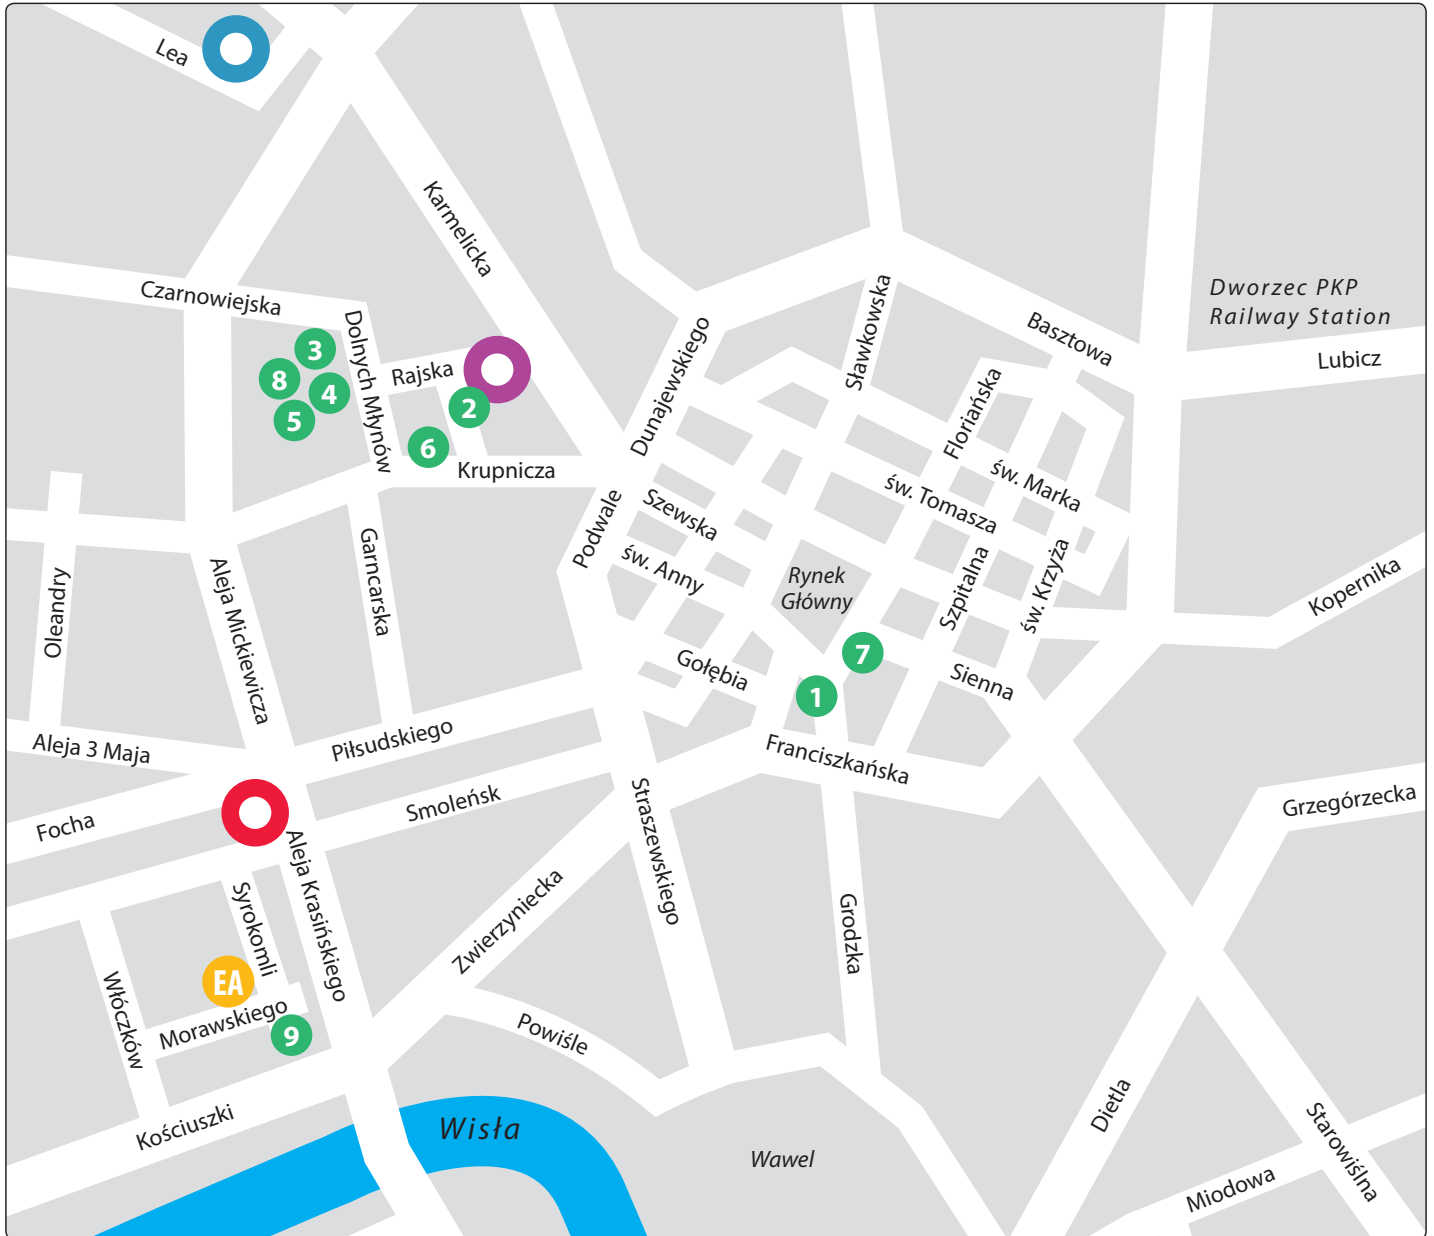 Lea
Karmelicka
Czarnowiejska
Dolnych Młynów
Rajska
3
8
4
5
2
6
Krupnicza
Dunajewskiego
Podwale
Sławkowska
Basztowa
Dworzec PKP
Railway Station
Lubicz
Floriańska
św. Marka
św. Tomasza
Szewska
św. Anny
Rynek
Główny
Szpitalna
św. Krzyża
Kopernika
Oleandry
Aleja Mickiewicza
Garncarska
Gołębia
7
1
Sienna
Aleja 3 Maja
Piłsudskiego
Franciszkańska
Focha
Smoleńsk
Straszewskiego
Grzegórzecka
Aleja Krasińskiego
Syrokomli
Zwierzyniecka
Grodzka
Włóczków
EA
Morawskiego
9
Powiśle
Kościuszki
Wisła
Wawel
Dietla
Starowiślna
Miodowa